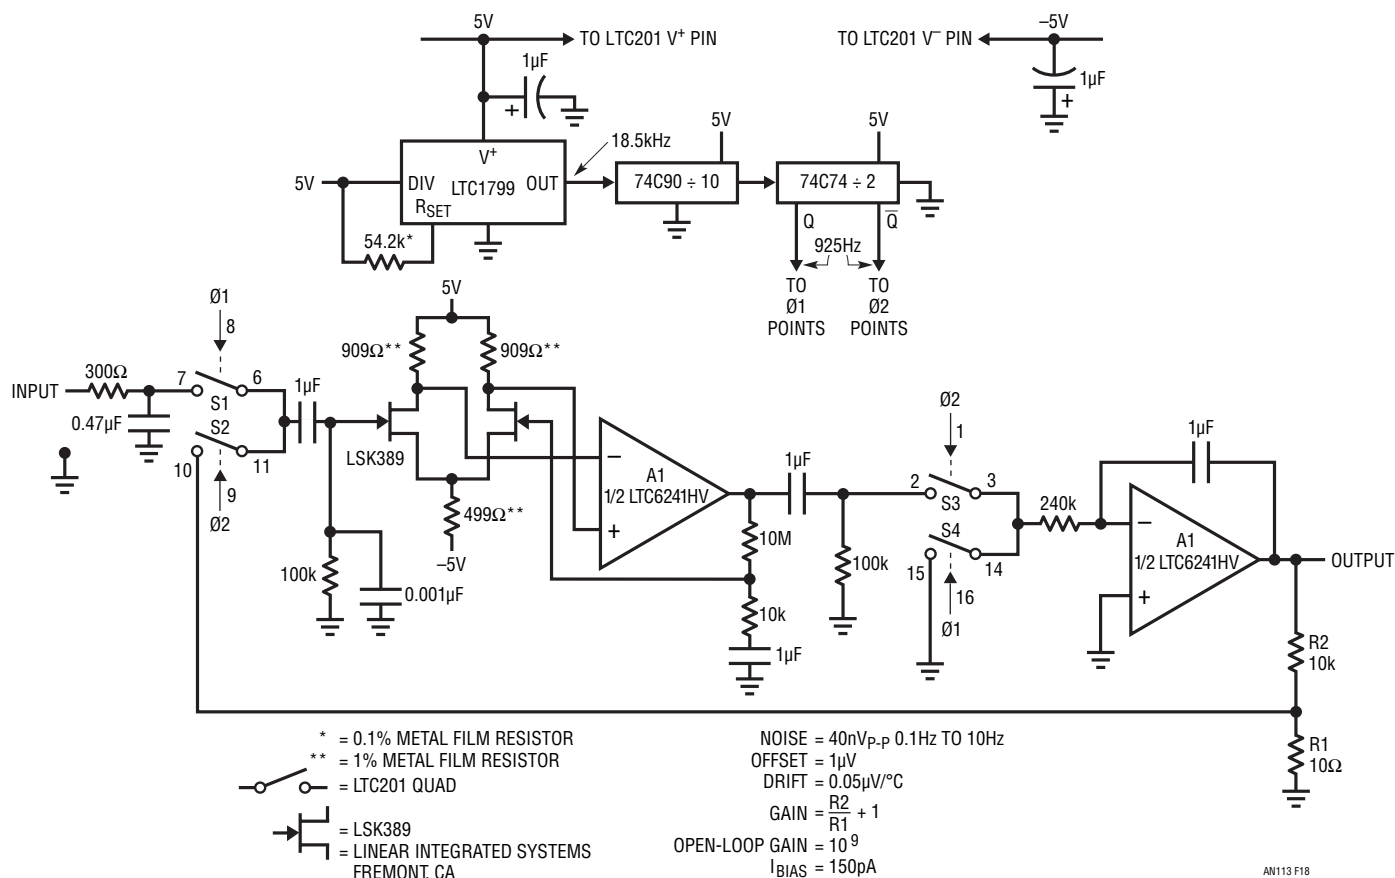 5V
TO LTC201 V⁺ PIN
TO LTC201 V⁻ PIN
–5V
1µF
+
1µF
+
18.5kHz
5V
5V
V⁺
5V
DIV
LTC1799
OUT
RSET
74C90 ÷ 10
74C74 ÷ 2
54.2k*
Q
Q̅
925Hz
TO Ø1 POINTS
TO Ø2 POINTS
Ø1
8
5V
909Ω**
909Ω**
INPUT
300Ω
7
6
S1
1µF
0.47µF
S2
10
11
9
Ø2
LSK389
499Ω**
–5V
100k
0.001µF
–
A1
1/2 LTC6241HV
+
10M
10k
1µF
1µF
100k
Ø2
1
2
3
S3
S4
15
14
16
Ø1
240k
1µF
–
A1
1/2 LTC6241HV
+
OUTPUT
R2
10k
R1
10Ω
* = 0.1% METAL FILM RESISTOR
** = 1% METAL FILM RESISTOR
= LTC201 QUAD
= LSK389
= LINEAR INTEGRATED SYSTEMS
FREMONT, CA
NOISE = 40nVP-P 0.1Hz TO 10Hz
OFFSET = 1µV
DRIFT = 0.05µV/°C
GAIN = R2/R1 + 1
OPEN-LOOP GAIN = 10⁹
IBIAS = 150pA
AN113 F18